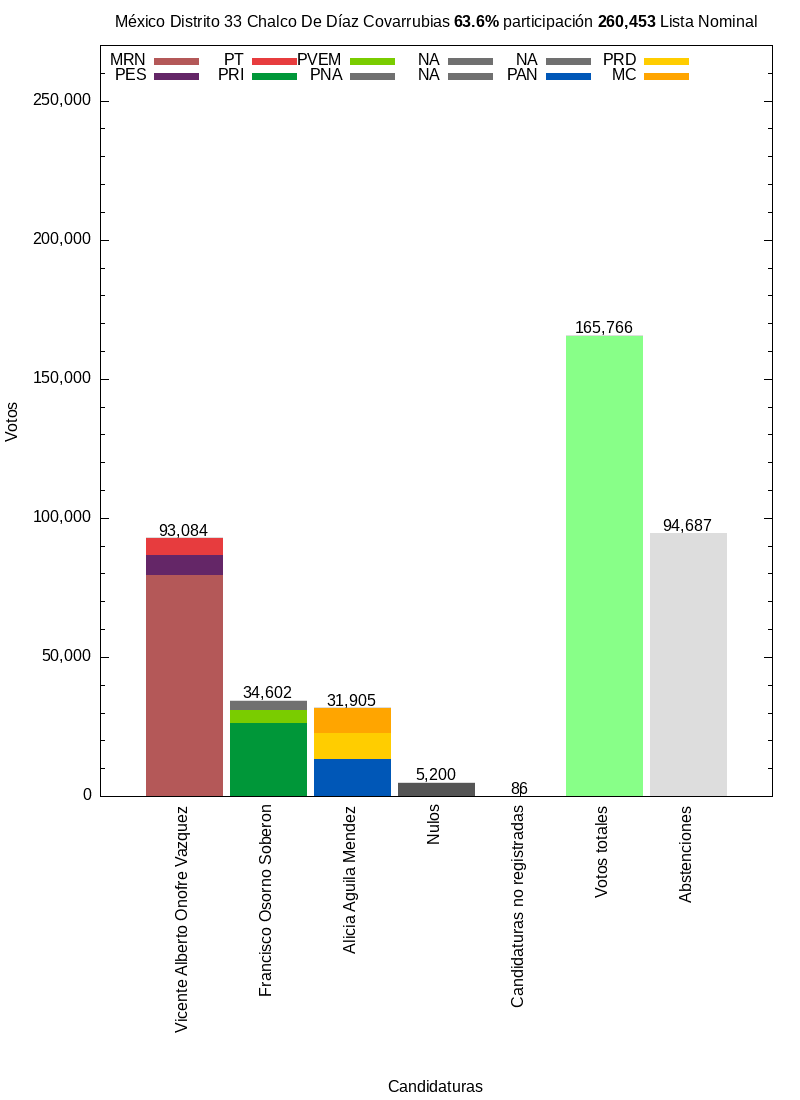 México Distrito 33 Chalco De Díaz Covarrubias 63.6% participación 260,453 Lista Nominal
MRN PT PVEM NA NA PRD
PES PRI PNA NA PAN MC
250,000
200,000
150,000
100,000
50,000
0
Votos
93,084
34,602
31,905
5,200
86
165,766
94,687
Vicente Alberto Onofre Vazquez
Francisco Osorno Soberon
Alicia Aguila Mendez
Nulos
Candidaturas no registradas
Votos totales
Abstenciones
Candidaturas